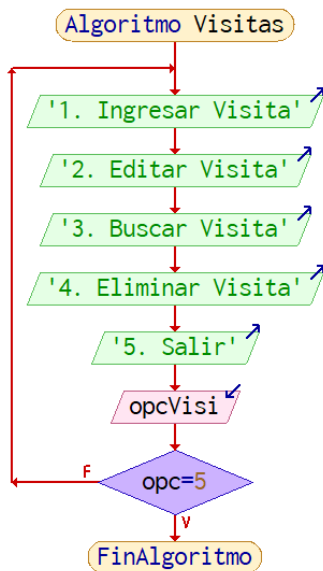 Algoritmo Visitas
'1. Ingresar Visita'
'2. Editar Visita'
'3. Buscar Visita'
'4. Eliminar Visita'
'5. Salir'
opcVisi
F
opc=5
V
FinAlgoritmo